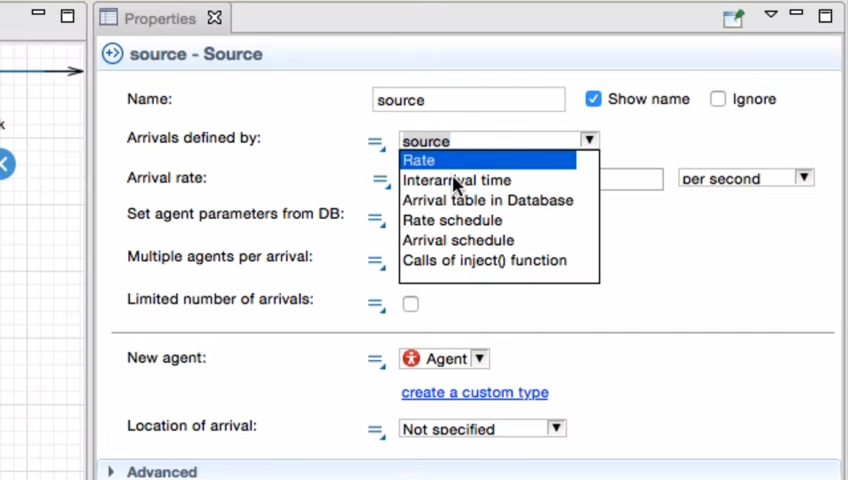 Properties
source - Source
Name: source Show name Ignore
Arrivals defined by: source
Rate
Arrival rate: per second
Interarrival time
Arrival table in Database
Set agent parameters from DB:
Rate schedule
Arrival schedule
Multiple agents per arrival:
Calls of inject() function
Limited number of arrivals:
New agent: Agent
create a custom type
Location of arrival: Not specified
Advanced